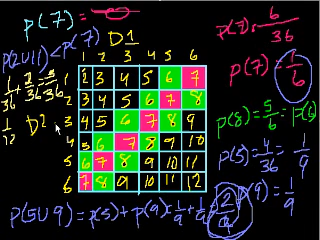 p(7)=
P(2∪11)<P(7)
1/36 + 2/36 = 3/36
1/12
D1
D2
1 2 3 4 5 6
1 2 3 4 5 6 7
2 3 4 5 6 7 8
3 4 5 6 7 8 9
4 5 6 7 8 9 10
5 6 7 8 9 10 11
6 7 8 9 10 11 12
P(7)= 6/36
P(7)= 1/6
P(5)= 4/36 = 1/9
P(9)= 1/9
P(5∪9) = P(5)+P(9)= 1/9 + 1/9 = 2/9